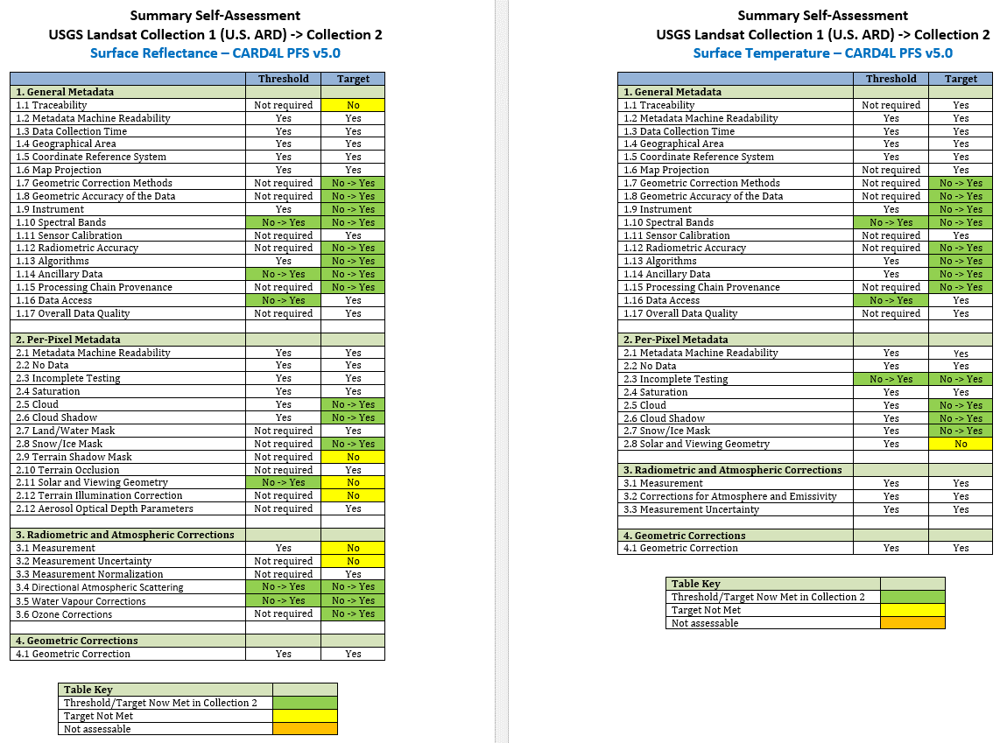 Summary Self-Assessment
USGS Landsat Collection 1 (U.S. ARD) -> Collection 2
Surface Reflectance – CARD4L PFS v5.0
Threshold Target
1. General Metadata
1.1 Traceability Not required No
1.2 Metadata Machine Readability Yes Yes
1.3 Data Collection Time Yes Yes
1.4 Geographical Area Yes Yes
1.5 Coordinate Reference System Yes Yes
1.6 Map Projection Yes Yes
1.7 Geometric Correction Methods Not required No -> Yes
1.8 Geometric Accuracy of the Data Not required No -> Yes
1.9 Instrument Yes No -> Yes
1.10 Spectral Bands No -> Yes No -> Yes
1.11 Sensor Calibration Not required Yes
1.12 Radiometric Accuracy Not required No -> Yes
1.13 Algorithms Yes No -> Yes
1.14 Ancillary Data No -> Yes No -> Yes
1.15 Processing Chain Provenance Not required No -> Yes
1.16 Data Access No -> Yes Yes
1.17 Overall Data Quality Not required Yes
2. Per-Pixel Metadata
2.1 Metadata Machine Readability Yes Yes
2.2 No Data Yes Yes
2.3 Incomplete Testing Yes Yes
2.4 Saturation Yes Yes
2.5 Cloud Yes No -> Yes
2.6 Cloud Shadow Yes No -> Yes
2.7 Land/Water Mask Not required Yes
2.8 Snow/Ice Mask Not required No -> Yes
2.9 Terrain Shadow Mask Not required No
2.10 Terrain Occlusion Not required Yes
2.11 Solar and Viewing Geometry No -> Yes No
2.12 Terrain Illumination Correction Not required No
2.12 Aerosol Optical Depth Parameters Not required Yes
3. Radiometric and Atmospheric Corrections
3.1 Measurement Yes No
3.2 Measurement Uncertainty Not required No
3.3 Measurement Normalization Not required Yes
3.4 Directional Atmospheric Scattering No -> Yes No -> Yes
3.5 Water Vapour Corrections No -> Yes No -> Yes
3.6 Ozone Corrections Not required No -> Yes
4. Geometric Corrections
4.1 Geometric Correction Yes Yes
Table Key
Threshold/Target Now Met in Collection 2
Target Not Met
Not assessable
Summary Self-Assessment
USGS Landsat Collection 1 (U.S. ARD) -> Collection 2
Surface Temperature – CARD4L PFS v5.0
Threshold Target
1. General Metadata
1.1 Traceability Not required Yes
1.2 Metadata Machine Readability Yes Yes
1.3 Data Collection Time Yes Yes
1.4 Geographical Area Yes Yes
1.5 Coordinate Reference System Yes Yes
1.6 Map Projection Not required Yes
1.7 Geometric Correction Methods Not required No -> Yes
1.8 Geometric Accuracy of the Data Not required No -> Yes
1.9 Instrument Yes No -> Yes
1.10 Spectral Bands No -> Yes No -> Yes
1.11 Sensor Calibration Not required Yes
1.12 Radiometric Accuracy Not required No -> Yes
1.13 Algorithms Yes No -> Yes
1.14 Ancillary Data Yes No -> Yes
1.15 Processing Chain Provenance Not required No -> Yes
1.16 Data Access No -> Yes Yes
1.17 Overall Data Quality Not required Yes
2. Per-Pixel Metadata
2.1 Metadata Machine Readability Yes Yes
2.2 No Data Yes Yes
2.3 Incomplete Testing No -> Yes No -> Yes
2.4 Saturation Yes Yes
2.5 Cloud Yes No -> Yes
2.6 Cloud Shadow Yes No -> Yes
2.7 Snow/Ice Mask Yes No -> Yes
2.8 Solar and Viewing Geometry Yes No
3. Radiometric and Atmospheric Corrections
3.1 Measurement Yes Yes
3.2 Corrections for Atmosphere and Emissivity Yes Yes
3.3 Measurement Uncertainty Yes Yes
4. Geometric Corrections
4.1 Geometric Correction Yes Yes
Table Key
Threshold/Target Now Met in Collection 2
Target Not Met
Not assessable